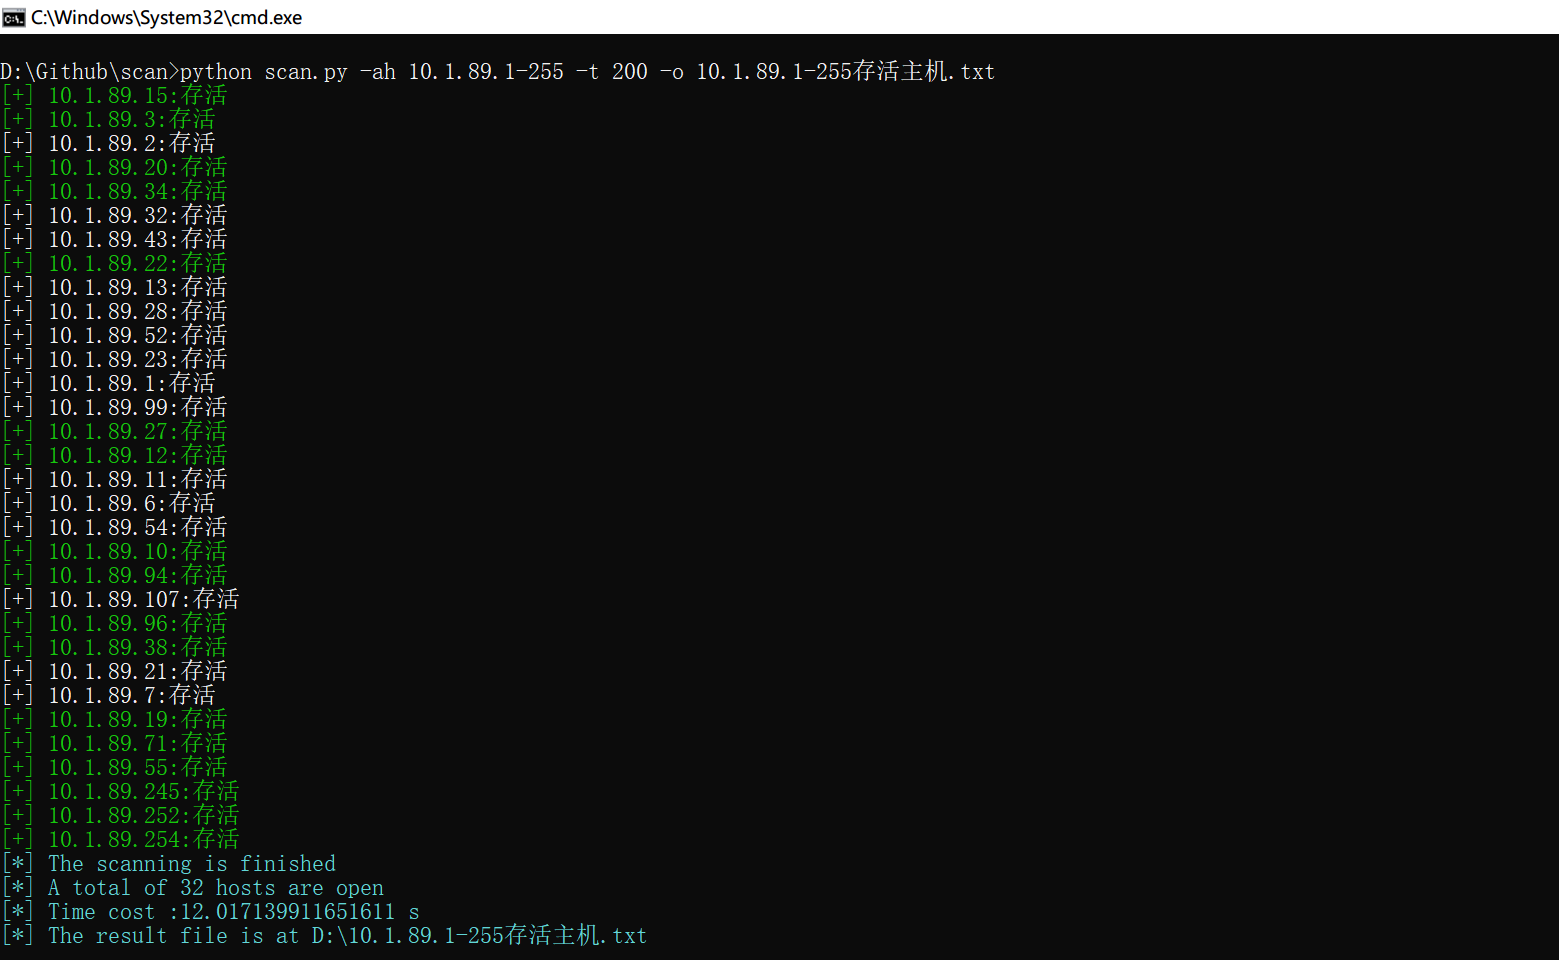 C:\Windows\System32\cmd.exe
D:\Github\scan>python scan.py -ah 10.1.89.1-255 -t 200 -o 10.1.89.1-255存活主机.txt
[+] 10.1.89.15:存活
[+] 10.1.89.3:存活
[+] 10.1.89.2:存活
[+] 10.1.89.20:存活
[+] 10.1.89.34:存活
[+] 10.1.89.32:存活
[+] 10.1.89.43:存活
[+] 10.1.89.22:存活
[+] 10.1.89.13:存活
[+] 10.1.89.28:存活
[+] 10.1.89.52:存活
[+] 10.1.89.23:存活
[+] 10.1.89.1:存活
[+] 10.1.89.99:存活
[+] 10.1.89.27:存活
[+] 10.1.89.12:存活
[+] 10.1.89.11:存活
[+] 10.1.89.6:存活
[+] 10.1.89.54:存活
[+] 10.1.89.10:存活
[+] 10.1.89.94:存活
[+] 10.1.89.107:存活
[+] 10.1.89.96:存活
[+] 10.1.89.38:存活
[+] 10.1.89.21:存活
[+] 10.1.89.7:存活
[+] 10.1.89.19:存活
[+] 10.1.89.71:存活
[+] 10.1.89.55:存活
[+] 10.1.89.245:存活
[+] 10.1.89.252:存活
[+] 10.1.89.254:存活
[*] The scanning is finished
[*] A total of 32 hosts are open
[*] Time cost :12.017139911651611 s
[*] The result file is at D:\10.1.89.1-255存活主机.txt